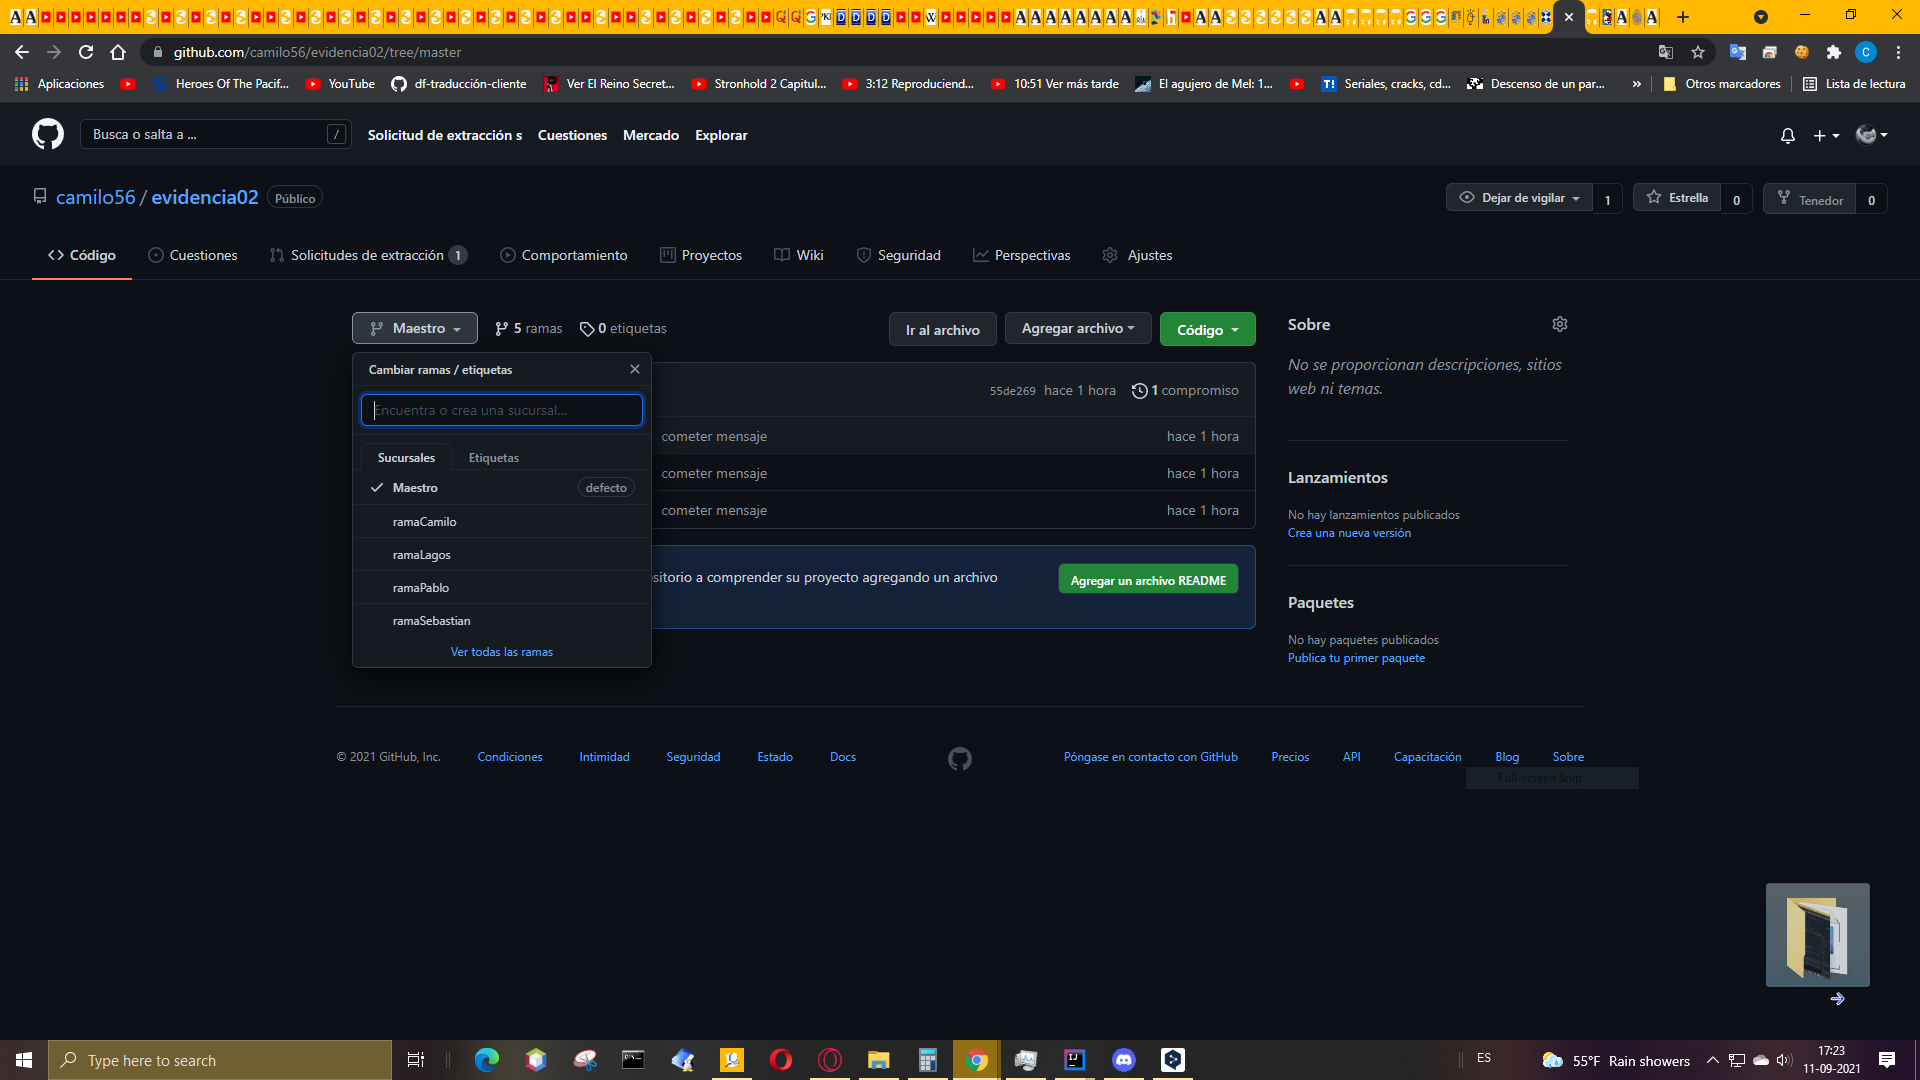 github.com/camilo56/evidencia02/tree/master
Aplicaciones
Heroes Of The Pacif...
YouTube
df-traducción-cliente
Ver El Reino Secret...
Stronghold 2 Capitul...
3:12 Reproduciend...
10:51 Ver más tarde
El agujero de Mel: 1...
Seriales, cracks, cd...
Descenso de un par...
»
Otros marcadores
Lista de lectura
Busca o salta a ...
/
Solicitud de extracción s
Cuestiones
Mercado
Explorar
camilo56 / evidencia02
Público
Dejar de vigilar
1
Estrella
0
Tenedor
0
Código
Cuestiones
Solicitudes de extracción 1
Comportamiento
Proyectos
Wiki
Seguridad
Perspectivas
Ajustes
Maestro
5 ramas
0 etiquetas
Ir al archivo
Agregar archivo
Código
Cambiar ramas / etiquetas
Encuentra o crea una sucursal...
Sucursales
Etiquetas
Maestro
defecto
ramaCamilo
ramaLagos
ramaPablo
ramaSebastian
Ver todas las ramas
55de269 hace 1 hora
1 compromiso
cometer mensaje
hace 1 hora
cometer mensaje
hace 1 hora
cometer mensaje
hace 1 hora
sitorio a comprender su proyecto agregando un archivo
Agregar un archivo README
Sobre
No se proporcionan descripciones, sitios
web ni temas.
Lanzamientos
No hay lanzamientos publicados
Crea una nueva versión
Paquetes
No hay paquetes publicados
Publica tu primer paquete
© 2021 GitHub, Inc.
Condiciones
Intimidad
Seguridad
Estado
Docs
Póngase en contacto con GitHub
Precios
API
Capacitación
Blog
Sobre
Full-screen Snip
Type here to search
ES
55°F Rain showers
17:23
11-09-2021